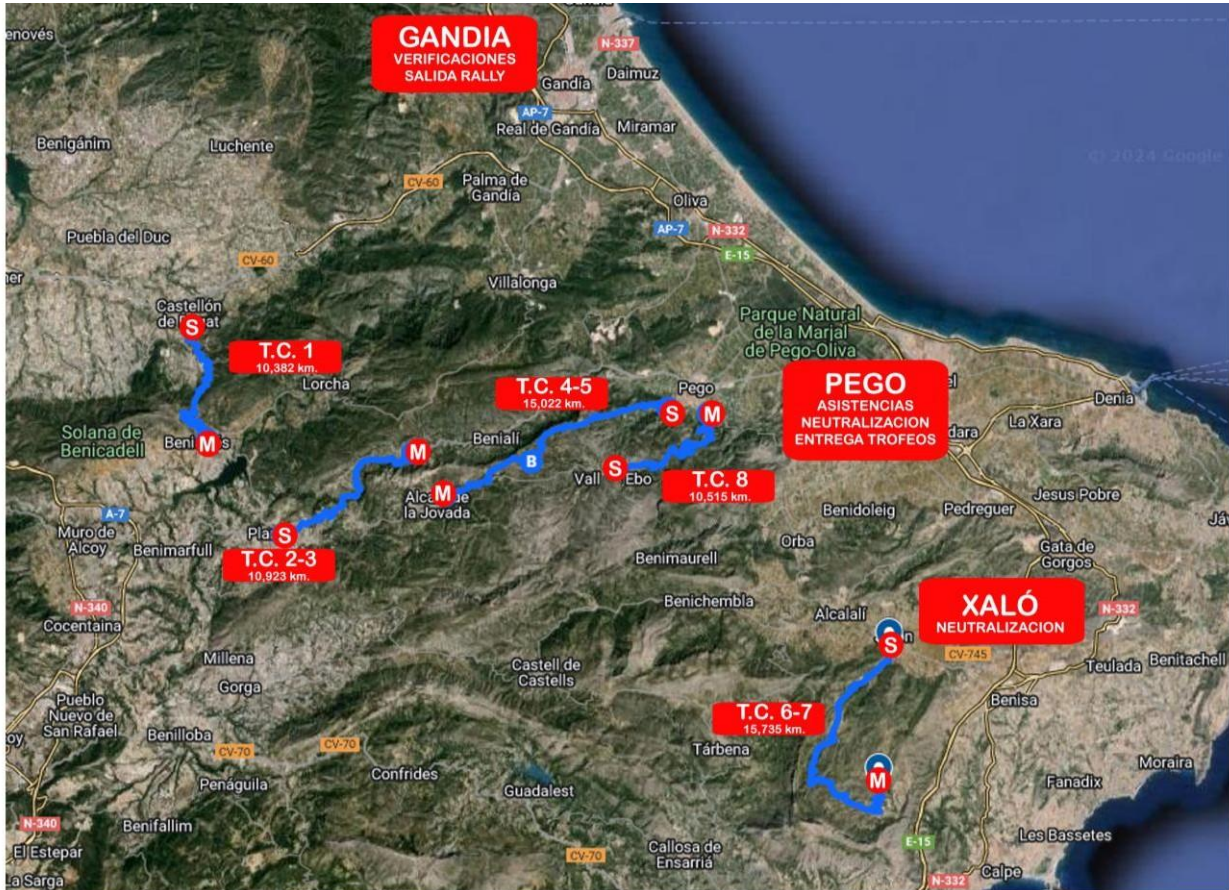 enovés
GANDIA
VERIFICACIONES
SALIDA RALLY
N-337
Daimuz
Gandía
AP-7
Real de Gandía
Miramar
Benigánim
Luchente
CV-60
Palma de
Gandía
© 2024 Google
Oliva
AP-7
N-332
E-15
Puebla del Duc
CV-60
Villalonga
Castellón
S
T.C. 1
10,382 km.
Lorcha
Parque Natural
de la Marjal
de Pego-Oliva
T.C. 4-5
15,022 km.
Pego
S
M
PEGO
ASISTENCIAS
NEUTRALIZACION
ENTREGA TROFEOS
Denia
La Xara
Solana de
Benicadell
M
M
Benialí
B
Vall
S
Ebo
T.C. 8
10,515 km.
M
la Jovada
Jesus Pobre
Pedreguer
Benidoleig
A-7
Muro de
Alcoy
Benimarfull
S
T.C. 2-3
10,923 km.
Orba
Benimaurell
Gata de
Gorgos
N-340
Cocentaina
Benichembla
Alcalalí
XALÓ
NEUTRALIZACION
N-332
S
CV-745
Teulada
Benitachell
Millena
Gorga
Castell de
Castells
Benisa
Pueblo
Nuevo de
San Rafael
Benilloba
CV-70
CV-70
Penáguila
Confrides
T.C. 6-7
15,735 km.
Tárbena
M
Moraira
Fanadix
Guadalest
N-340
Benifallim
El Estepar
La Sarga
CV-70
Callosa de
Ensarriá
E-15
Les Bassetes
Calpe
N-332